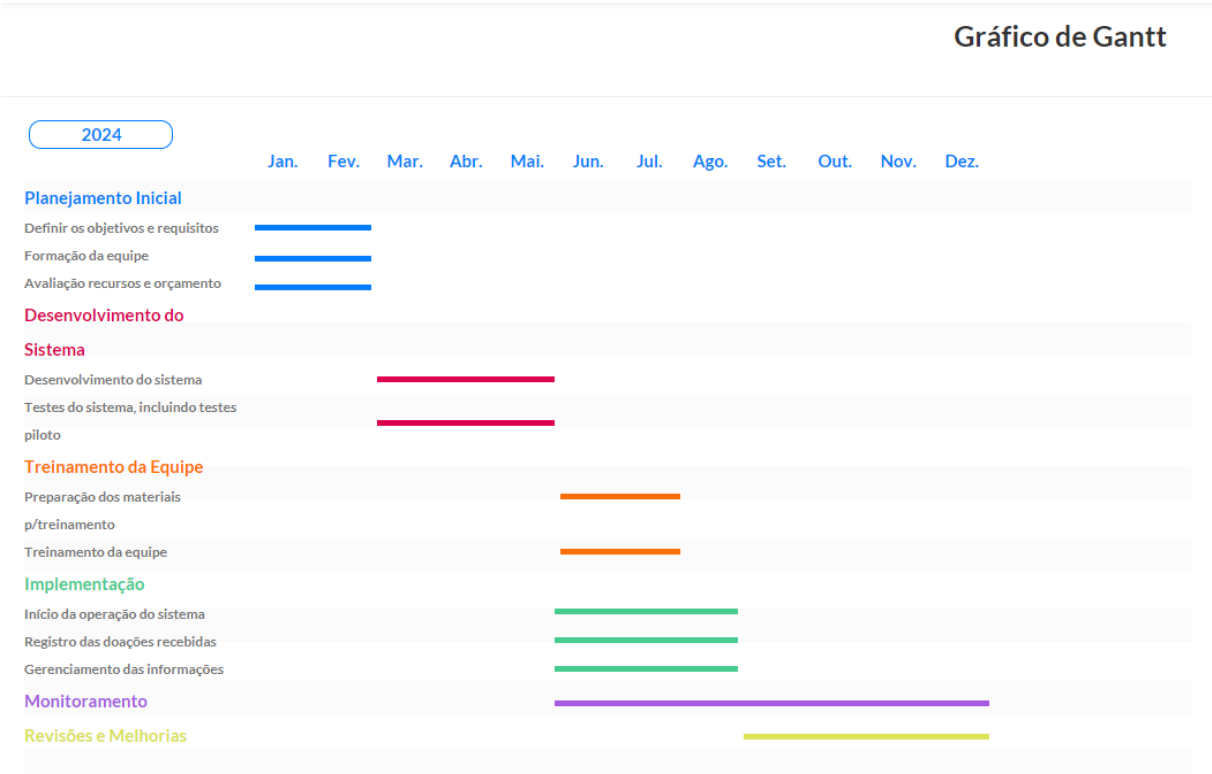 Gráfico de Gantt
2024
Jan. Fev. Mar. Abr. Mai. Jun. Jul. Ago. Set. Out. Nov. Dez.
Planejamento Inicial
Definir os objetivos e requisitos
Formação da equipe
Avaliação recursos e orçamento
Desenvolvimento do
Sistema
Desenvolvimento do sistema
Testes do sistema, incluindo testes
piloto
Treinamento da Equipe
Preparação dos materiais
p/treinamento
Treinamento da equipe
Implementação
Início da operação do sistema
Registro das doações recebidas
Gerenciamento das informações
Monitoramento
Revisões e Melhorias